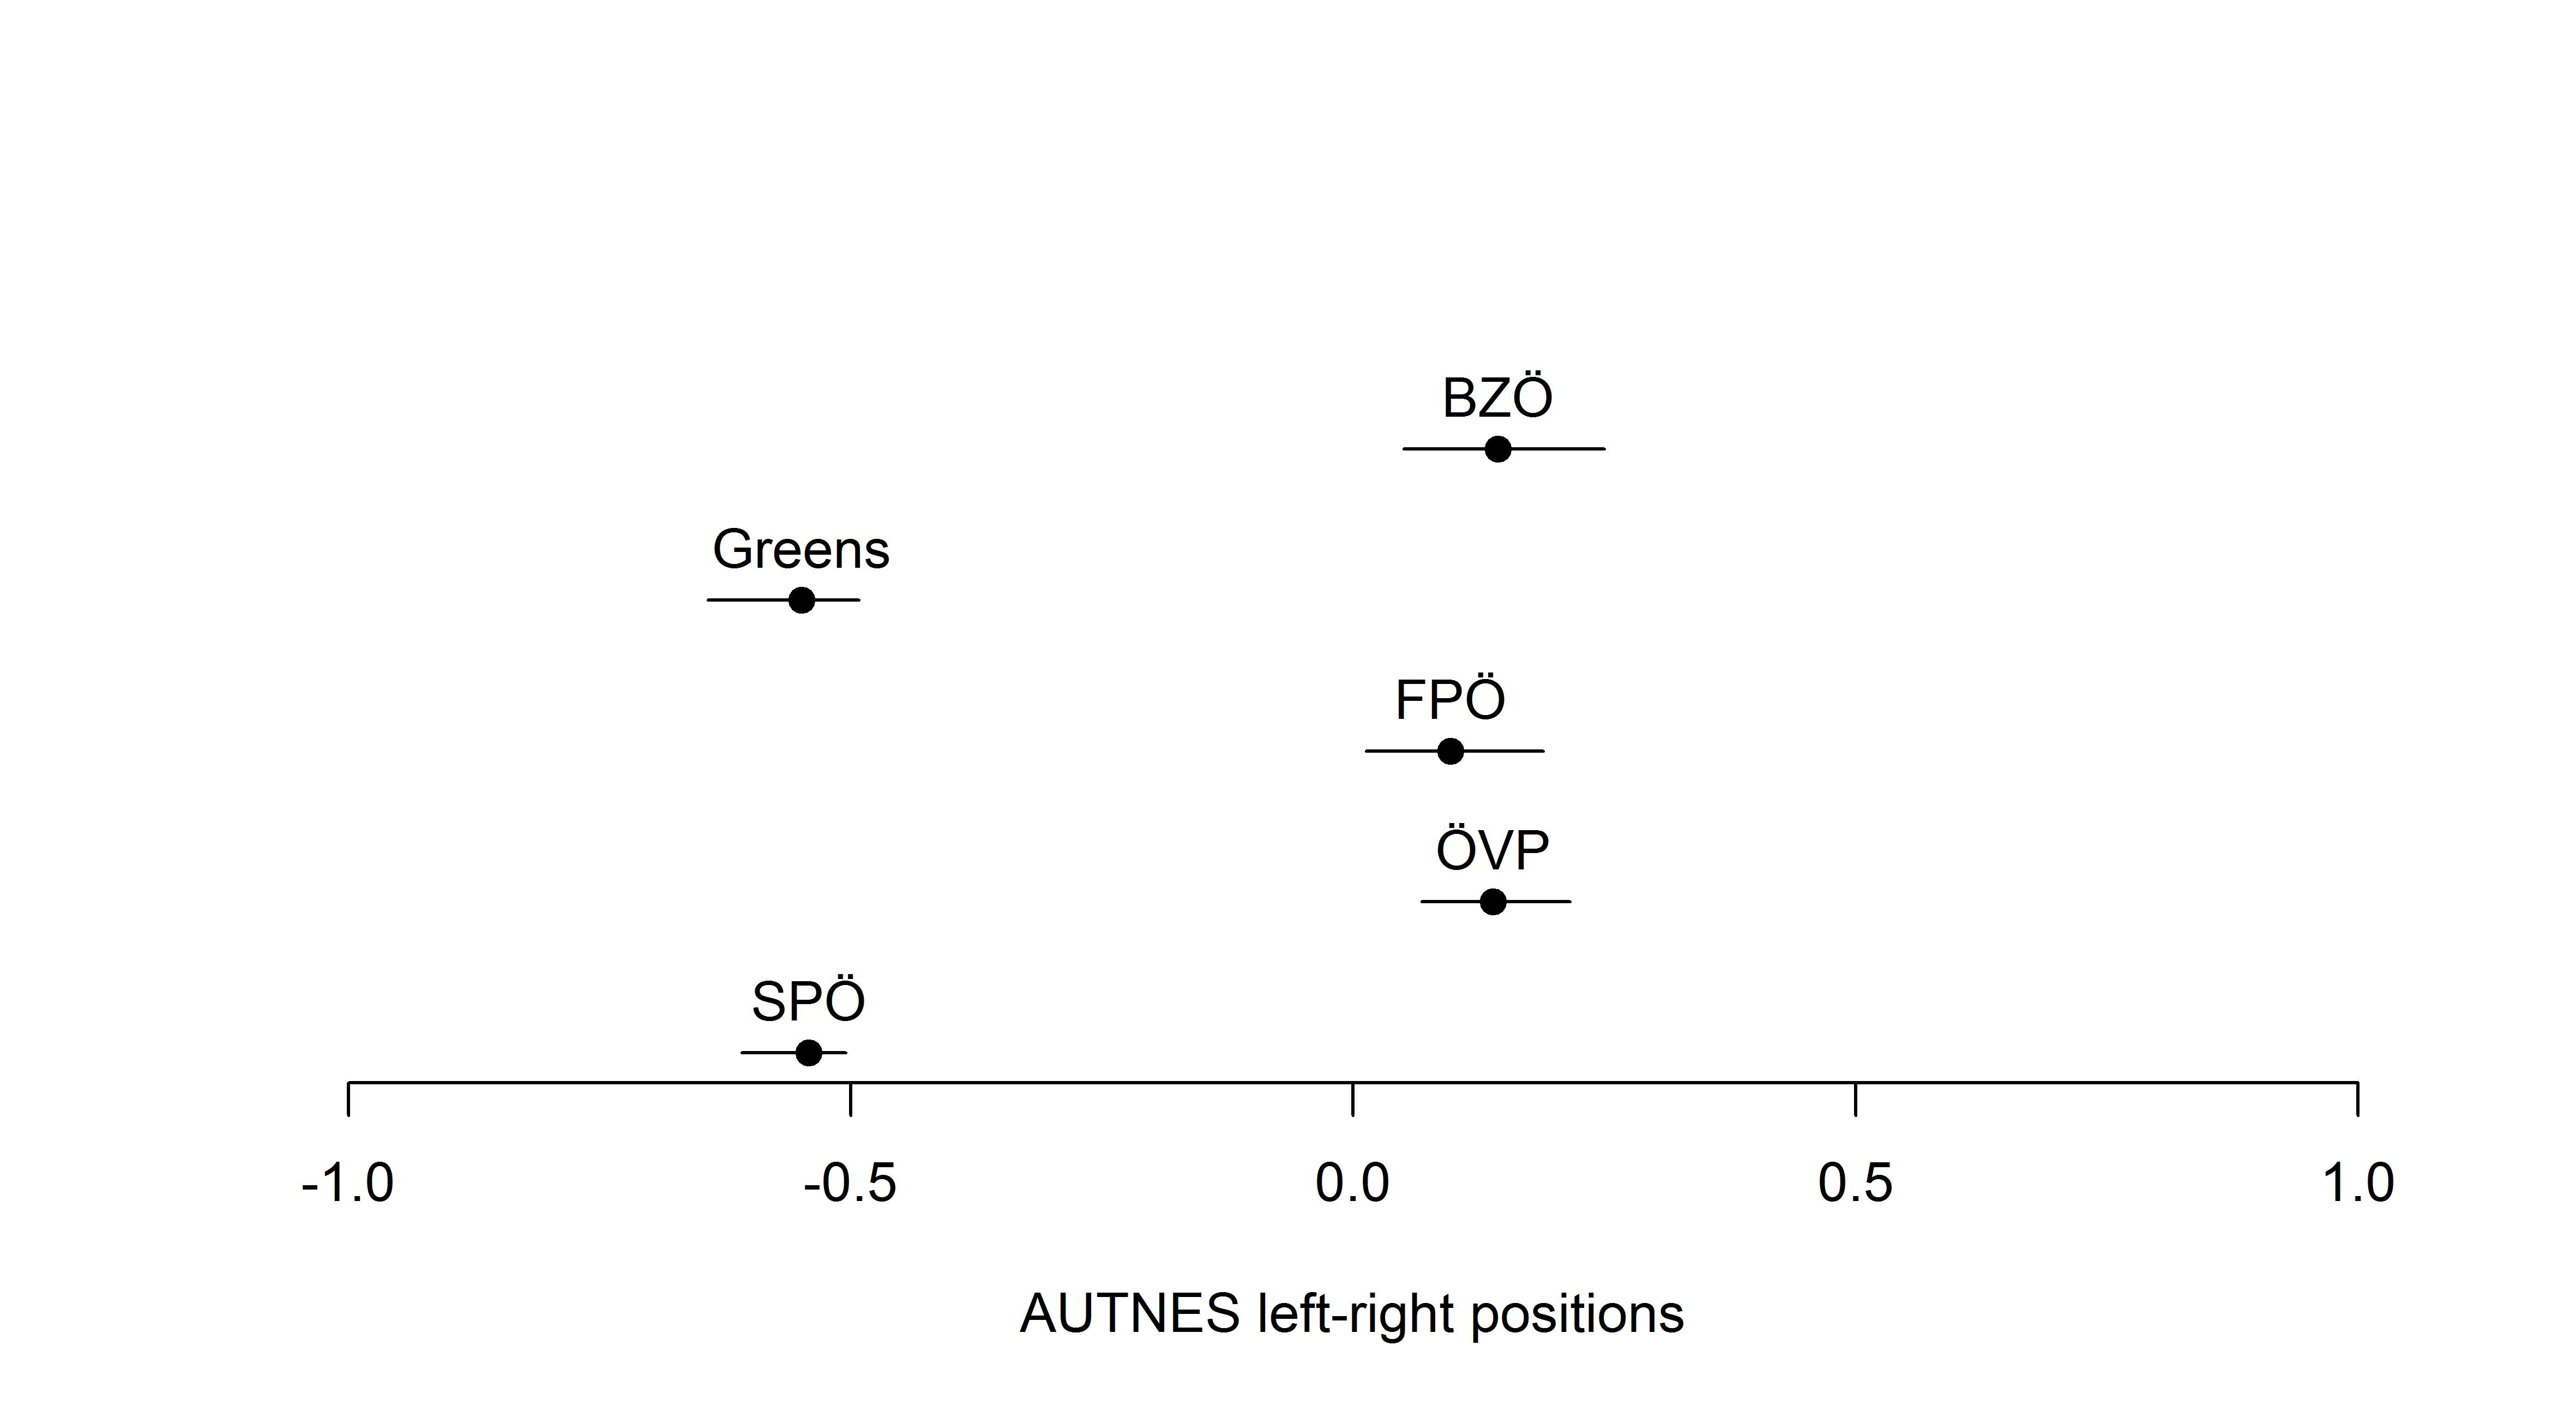 BZÖ
Greens
FPÖ
ÖVP
SPÖ
-1.0 -0.5 0.0 0.5 1.0
AUTNES left-right positions